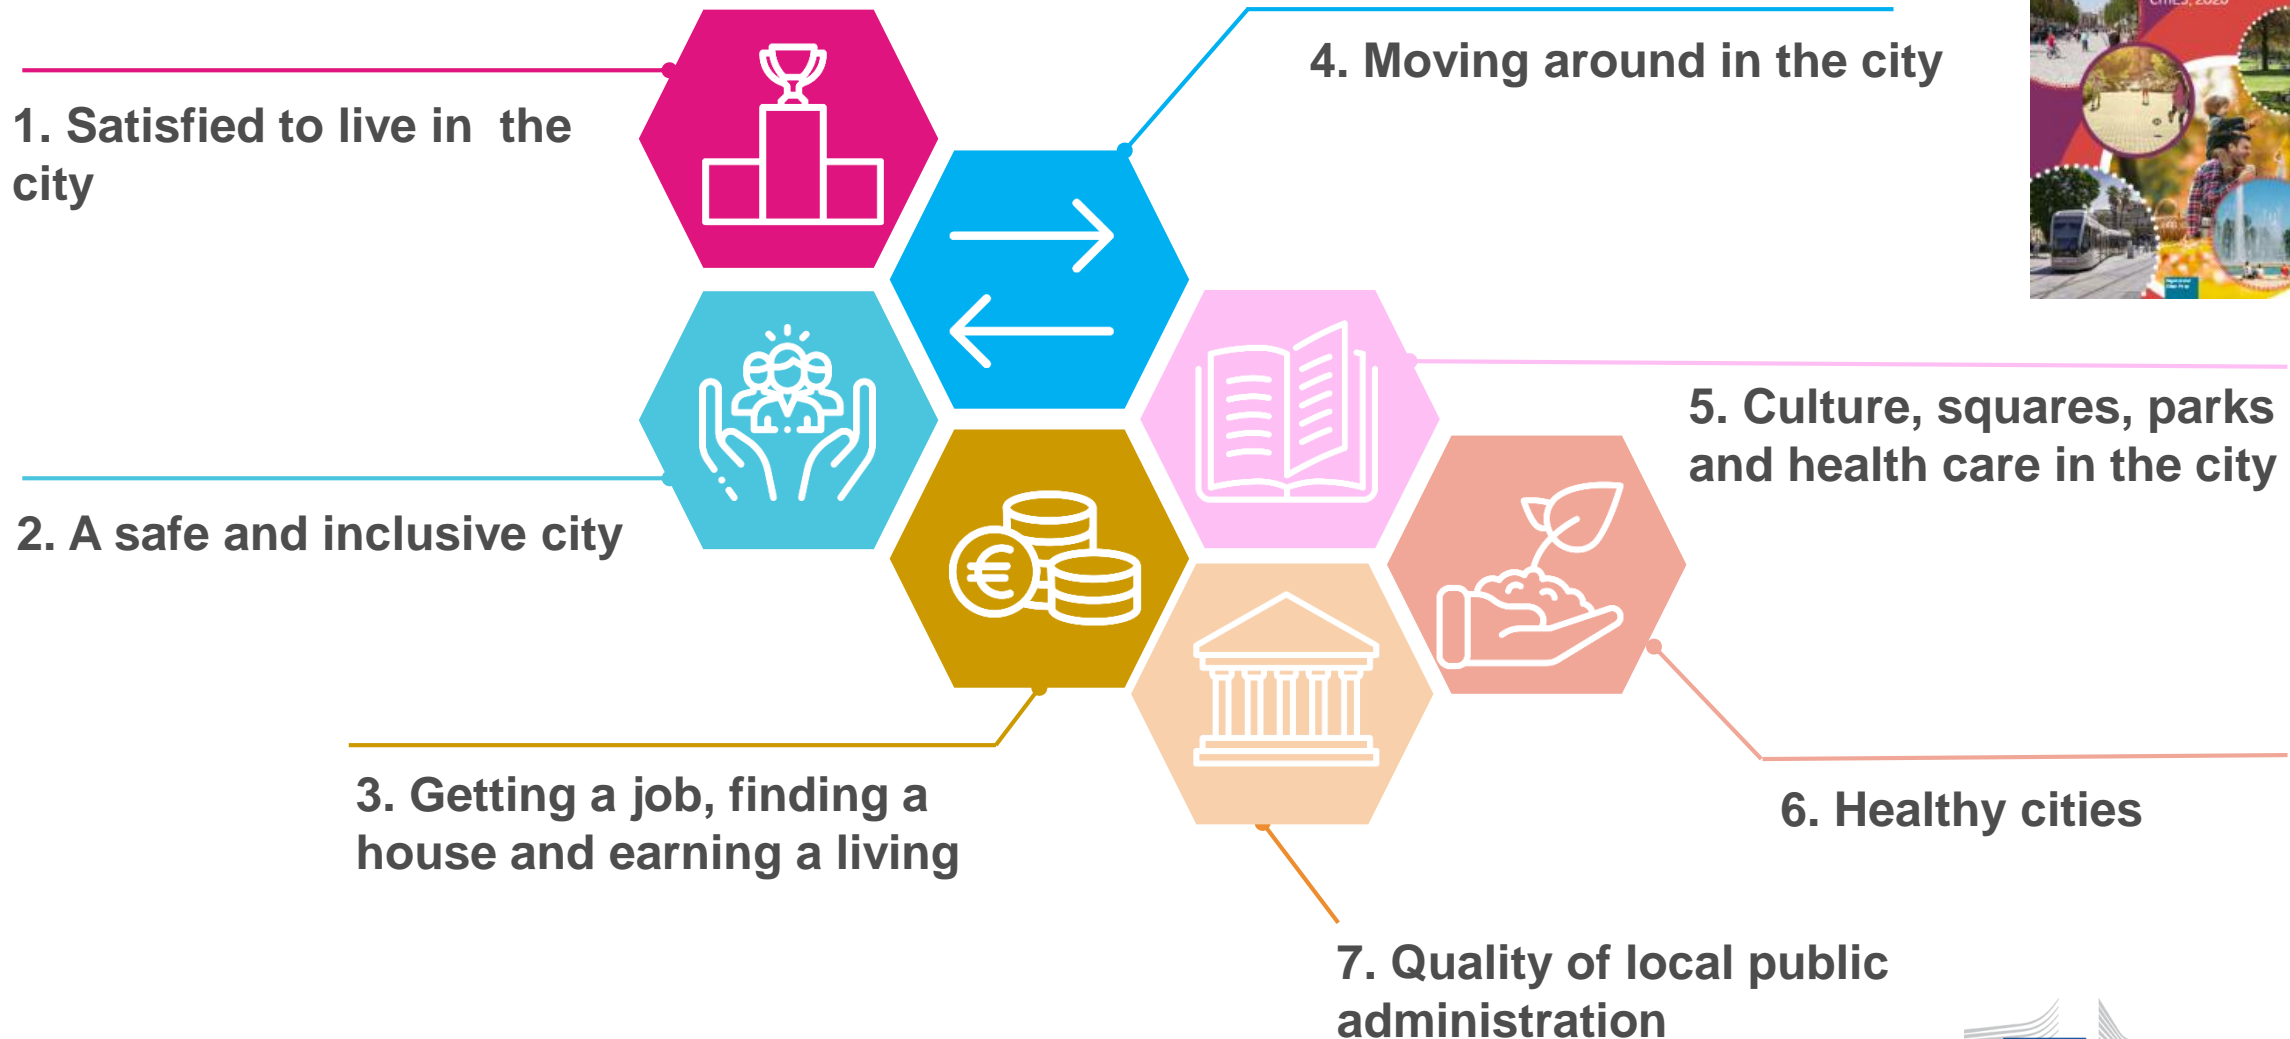 1. Satisfied to live in  the
city
2. A safe and inclusive city
3. Getting a job, finding a
house and earning a living
4. Moving around in the city
CITIES, 2023
5. Culture, squares, parks
and health care in the city
6. Healthy cities
7. Quality of local public
administration
€